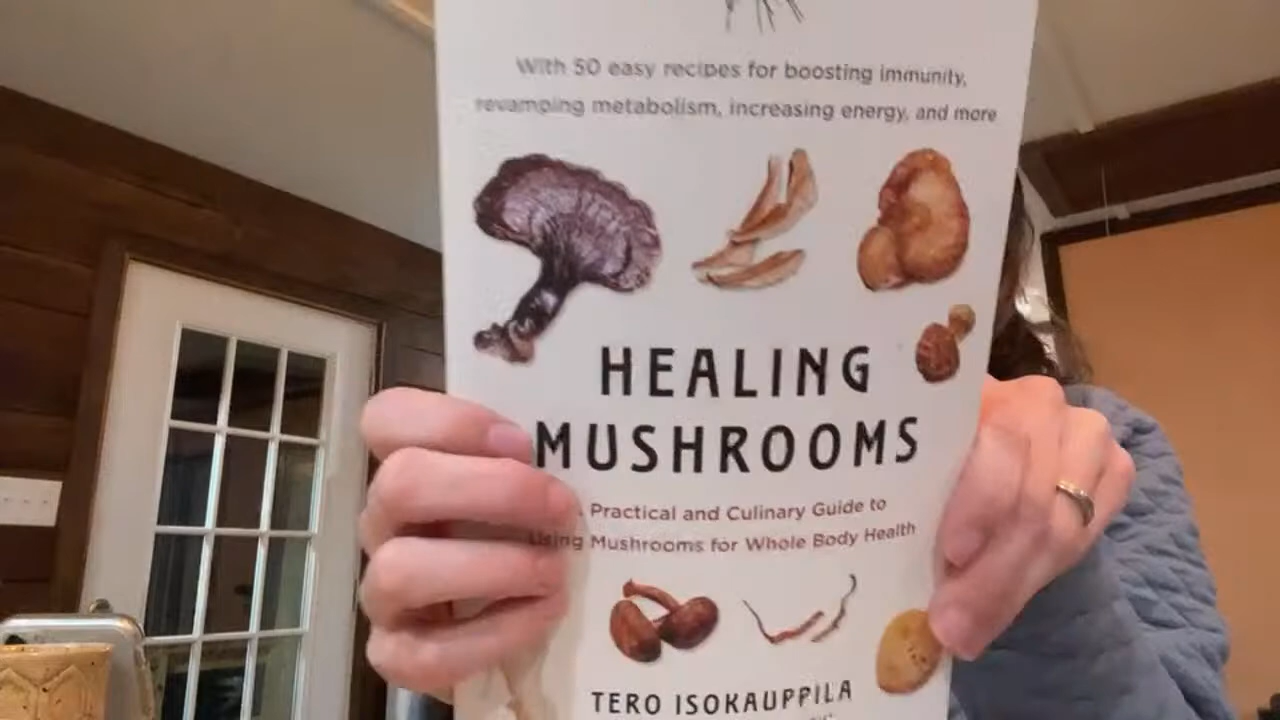 With 50 easy recipes for boosting immunity,
revamping metabolism, increasing energy, and more
HEALING
MUSHROOMS
Practical and Culinary Guide to
Using Mushrooms for Whole Body Health
TERO ISOKAUPPILA